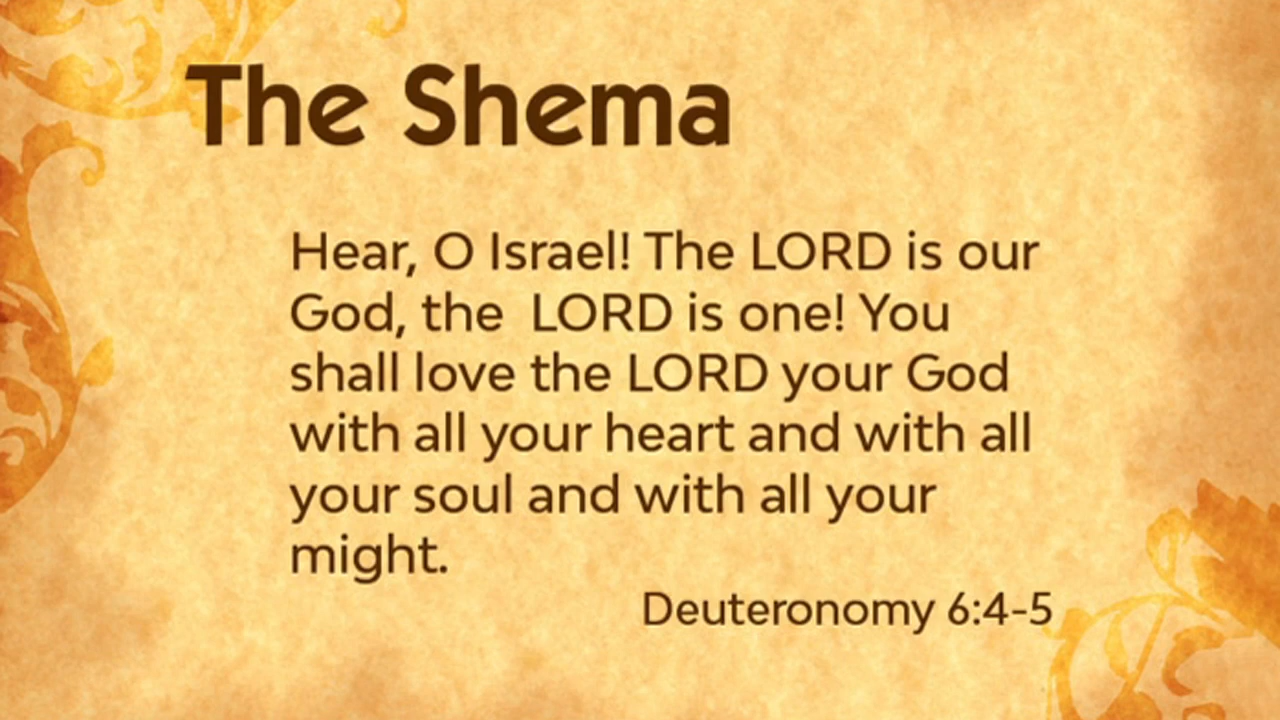 The Shema
Hear, O Israel! The LORD is our
God, the  LORD is one! You
shall love the LORD your God
with all your heart and with all
your soul and with all your
might.
Deuteronomy 6:4-5